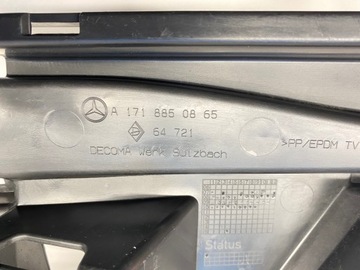 A 171 885 08 65
64 721
DECOMA Werk Sulzbach
>PP/EPDM TV
Status